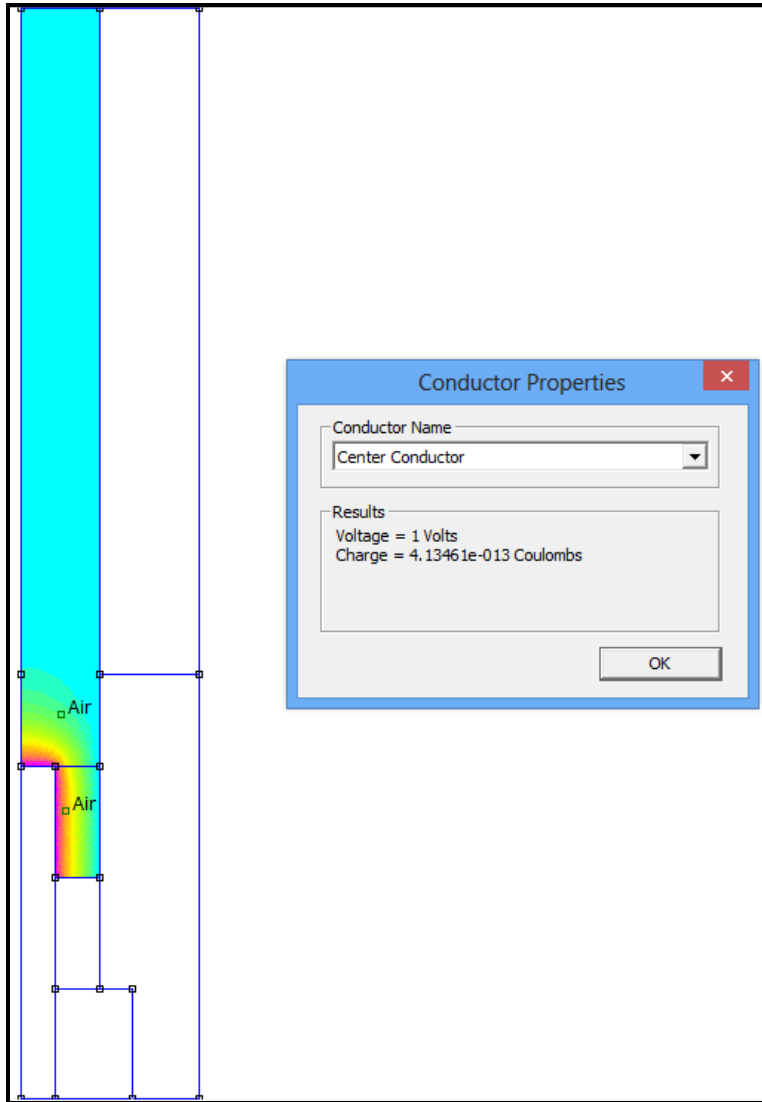 Air
Air
Conductor Properties
Conductor Name
Center Conductor
Results
Voltage = 1 Volts
Charge = 4.13461e-013 Coulombs
OK